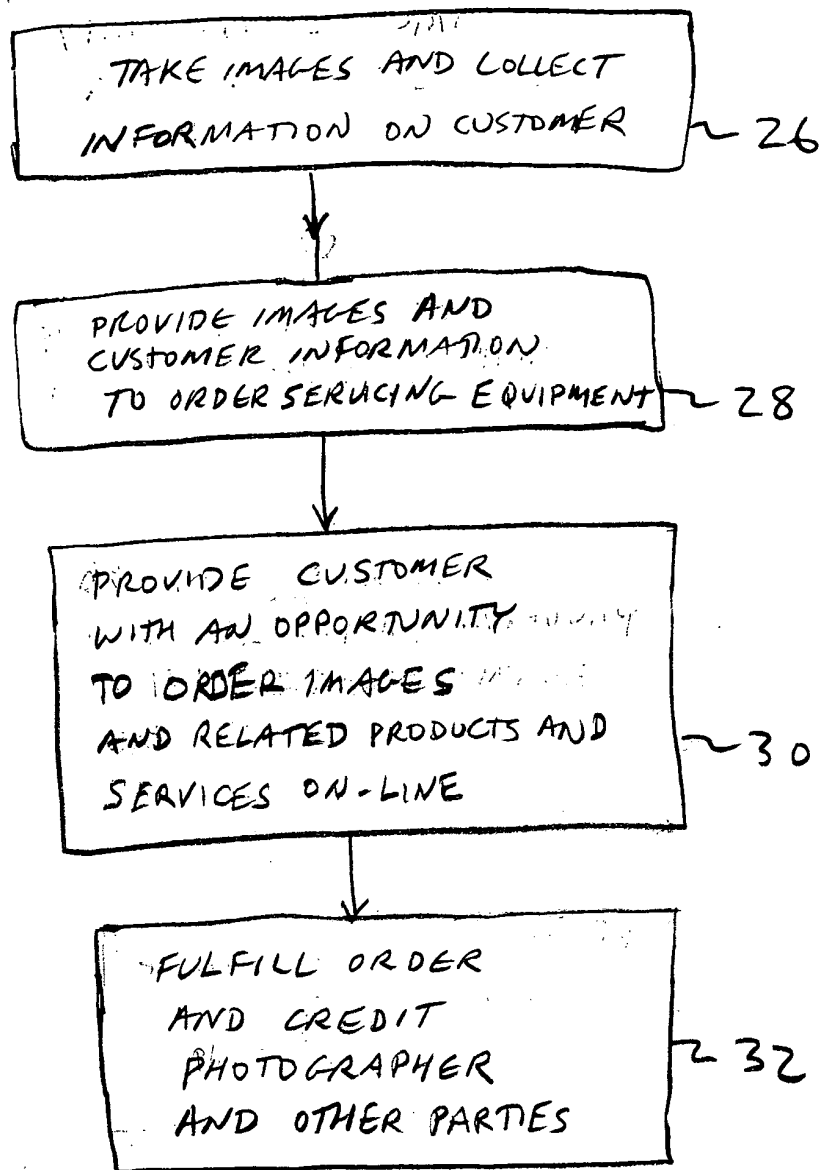 TAKE IMAGES AND COLLECT
INFORMATION ON CUSTOMER
26
PROVIDE IMAGES AND
CUSTOMER INFORMATION
TO ORDER SERVICING EQUIPMENT
28
PROVIDE CUSTOMER
WITH AN OPPORTUNITY
TO ORDER IMAGES
AND RELATED PRODUCTS AND
SERVICES ON-LINE
30
FULFILL ORDER
AND CREDIT
PHOTOGRAPHER
AND OTHER PARTIES
32